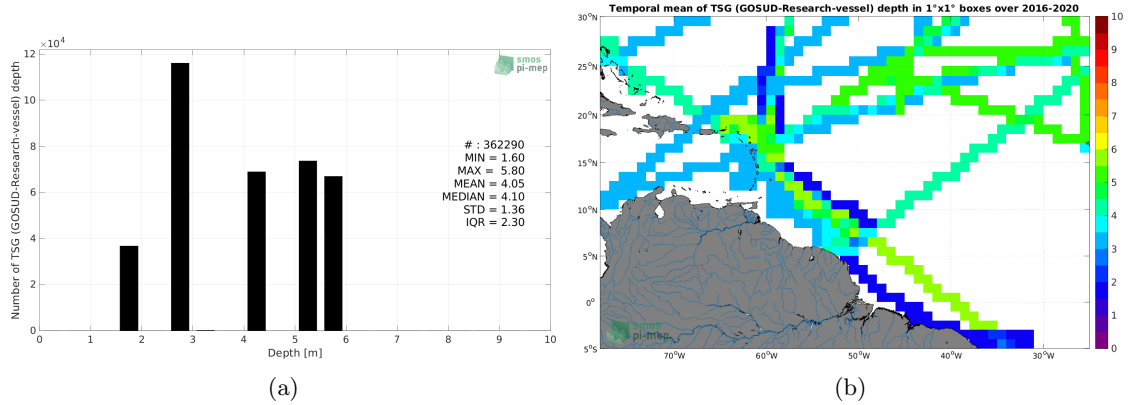 ×10⁴
12
10
8
6
4
2
0
Number of TSG (GOSUD-Research-vessel) depth
0 1 2 3 4 5 6 7 8 9 10
Depth [m]
smos
pi-mep
# : 362290
MIN = 1.60
MAX = 5.80
MEAN = 4.05
MEDIAN = 4.10
STD = 1.36
IQR = 2.30
(a)
Temporal mean of TSG (GOSUD-Research-vessel) depth in 1°x1° boxes over 2016-2020
30°N
25°N
20°N
15°N
10°N
5°N
0°
5°S
70°W 60°W 50°W 40°W 30°W
smos
pi-mep
10
9
8
7
6
5
4
3
2
1
0
(b)